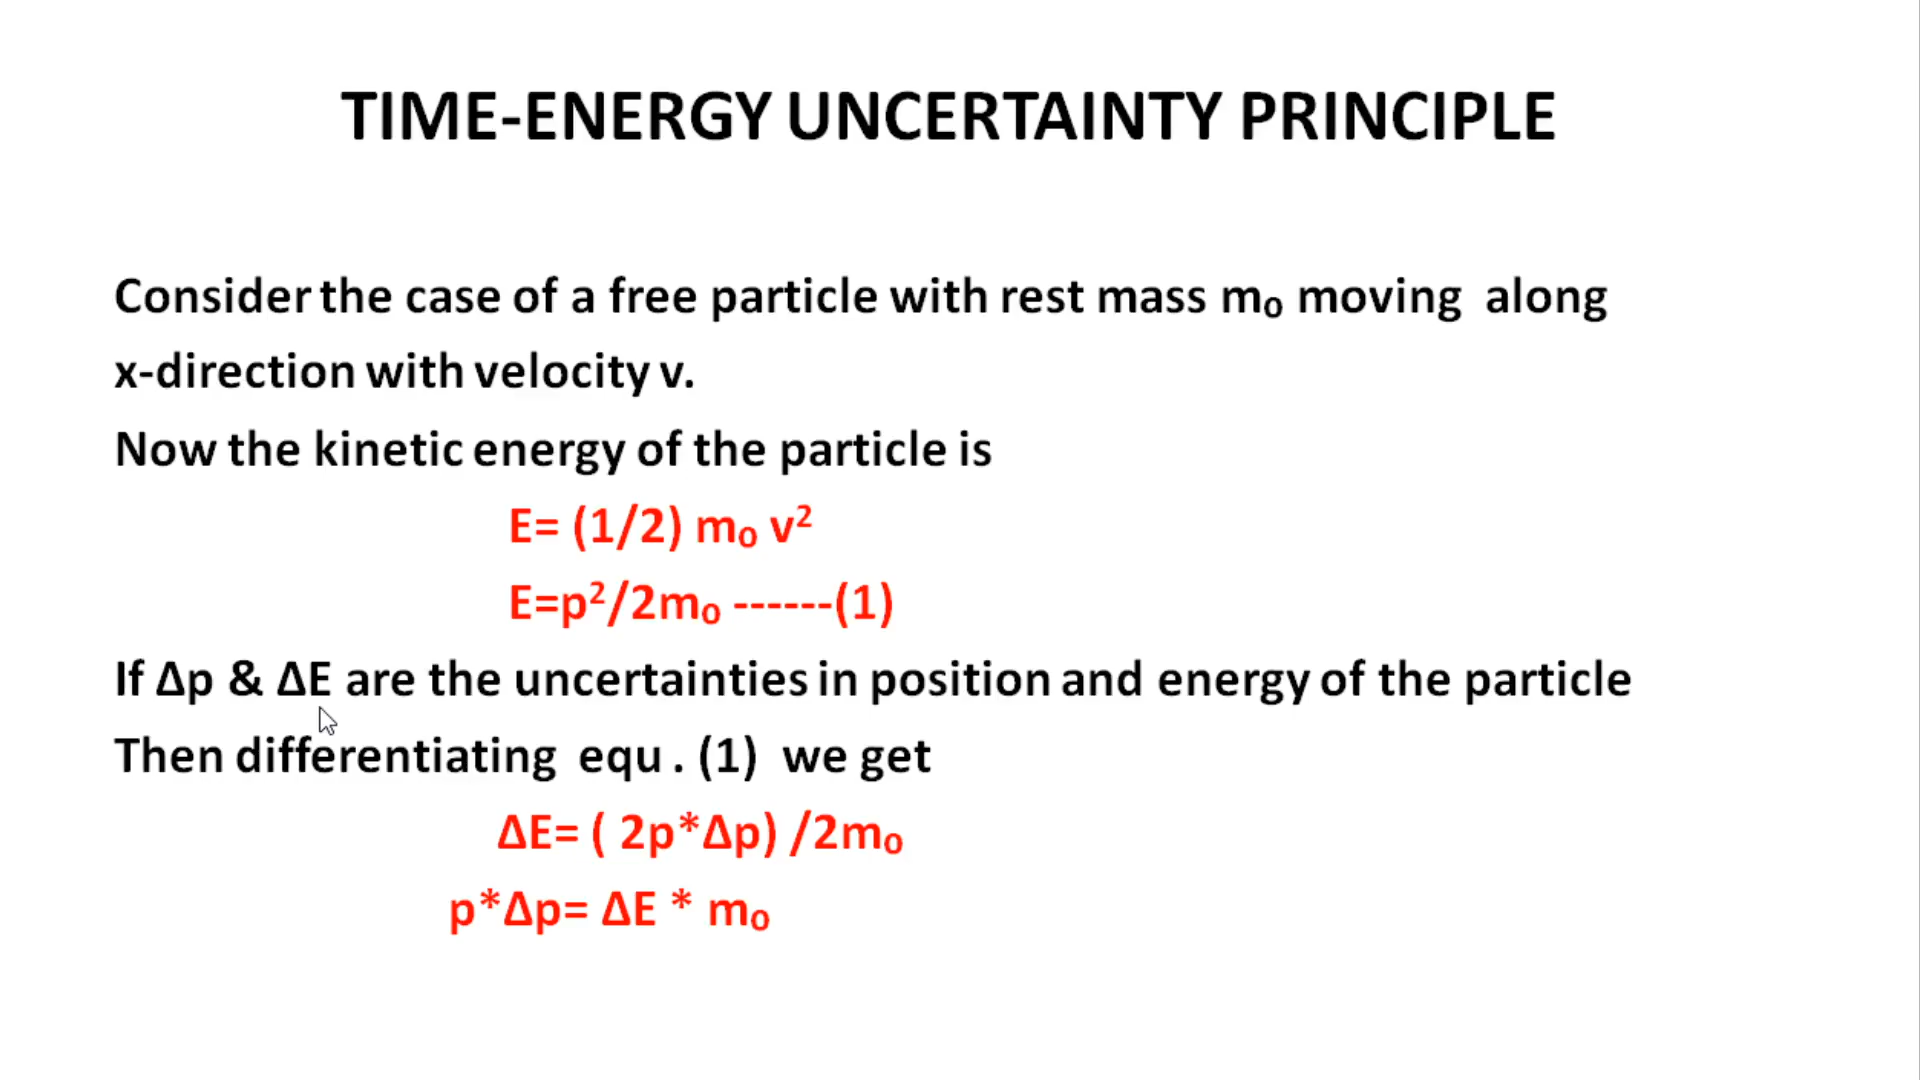 TIME-ENERGY UNCERTAINTY PRINCIPLE
Consider the case of a free particle with rest mass m₀ moving along
x-direction with velocity v.
Now the kinetic energy of the particle is
E= (1/2) m₀ v²
E=p²/2m₀ ------(1)
If Δp & ΔE are the uncertainties in position and energy of the particle
Then differentiating equ . (1) we get
ΔE= ( 2p*Δp) /2m₀
p*Δp= ΔE * m₀